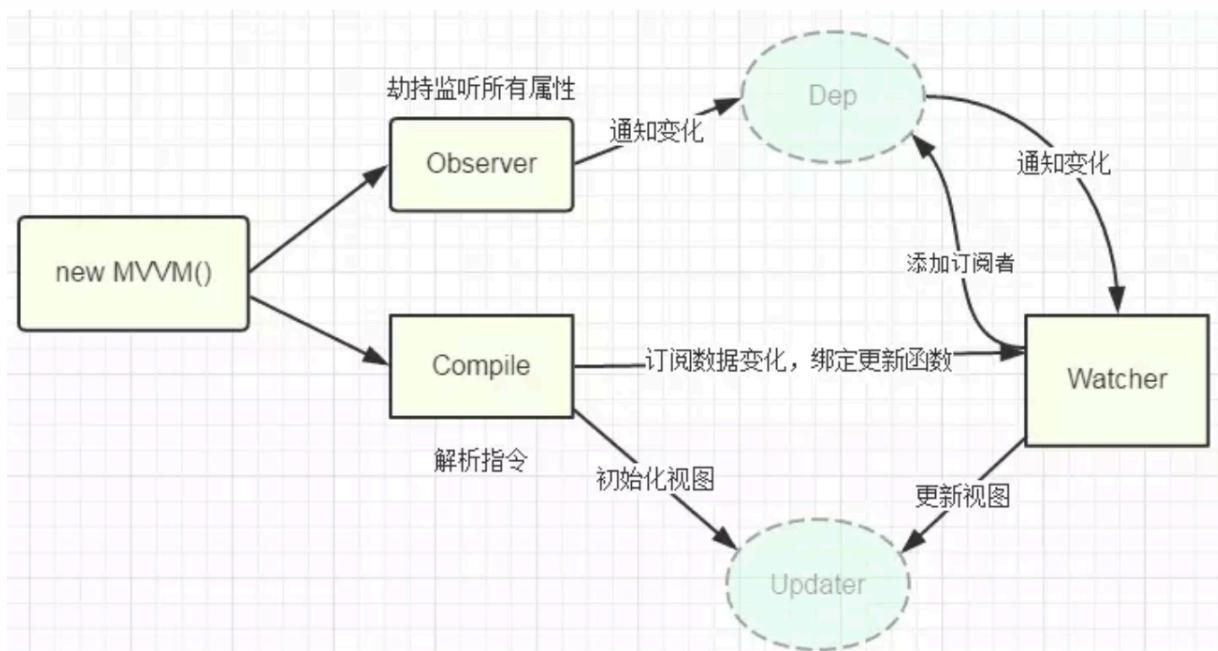 Dep
劫持监听所有属性
通知变化
Observer
通知变化
new MVVM()
添加订阅者
Compile
订阅数据变化，绑定更新函数
Watcher
解析指令
初始化视图
更新视图
Updater